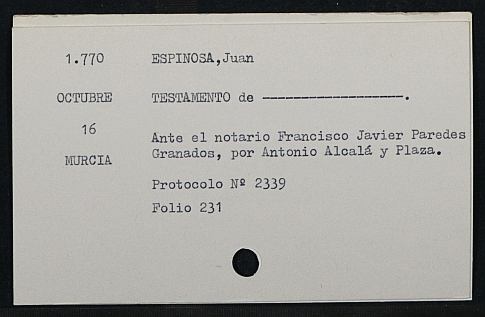 1.770 ESPINOSA,Juan
OCTUBRE TESTAMENTO de ------------------.
16
Ante el notario Francisco Javier Paredes
MURCIA Granados, por Antonio Alcalá y Plaza.
Protocolo Nº 2339
Folio 231